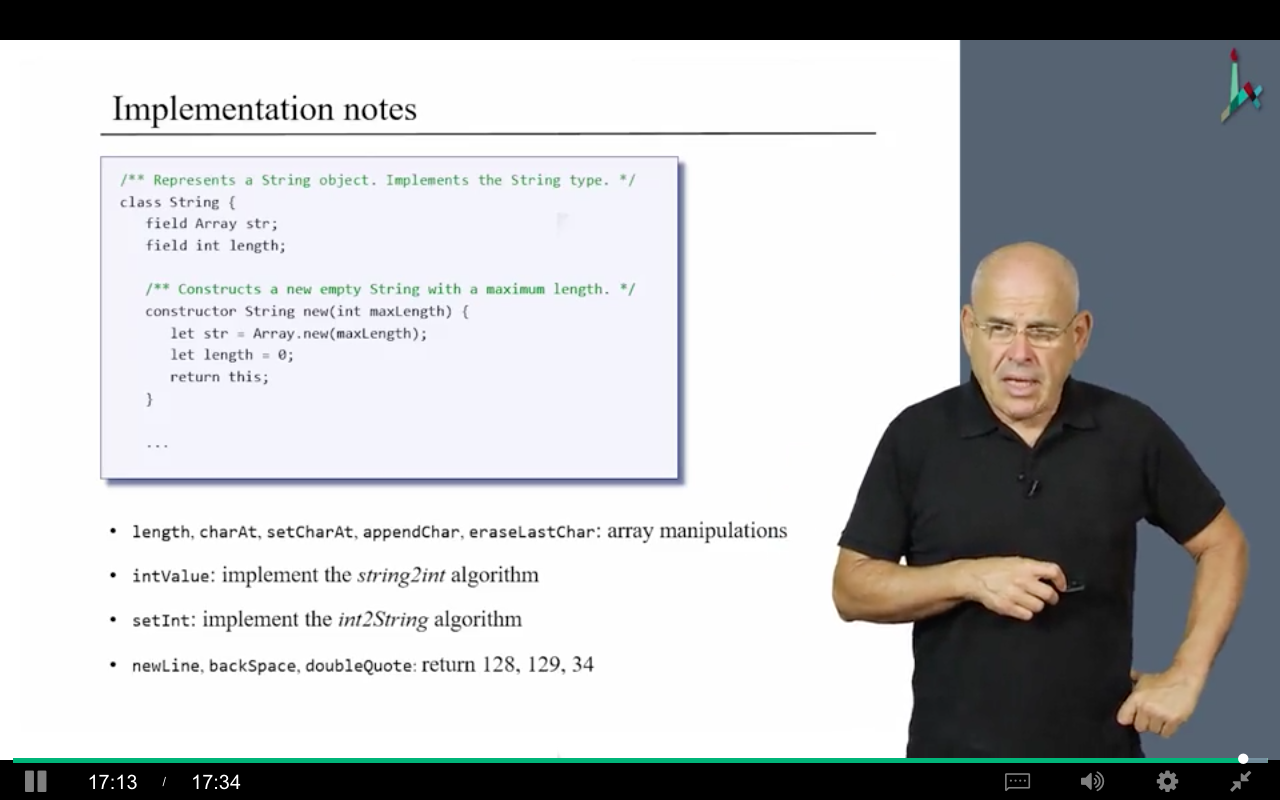 Implementation notes
/** Represents a String object. Implements the String type. */
class String {
field Array str;
field int length;
/** Constructs a new empty String with a maximum length. */
constructor String new(int maxLength) {
let str = Array.new(maxLength);
let length = 0;
return this;
}
...
• length, charAt, setCharAt, appendChar, eraseLastChar: array manipulations
• intValue: implement the string2int algorithm
• setInt: implement the int2String algorithm
• newLine, backSpace, doubleQuote: return 128, 129, 34
17:13 / 17:34